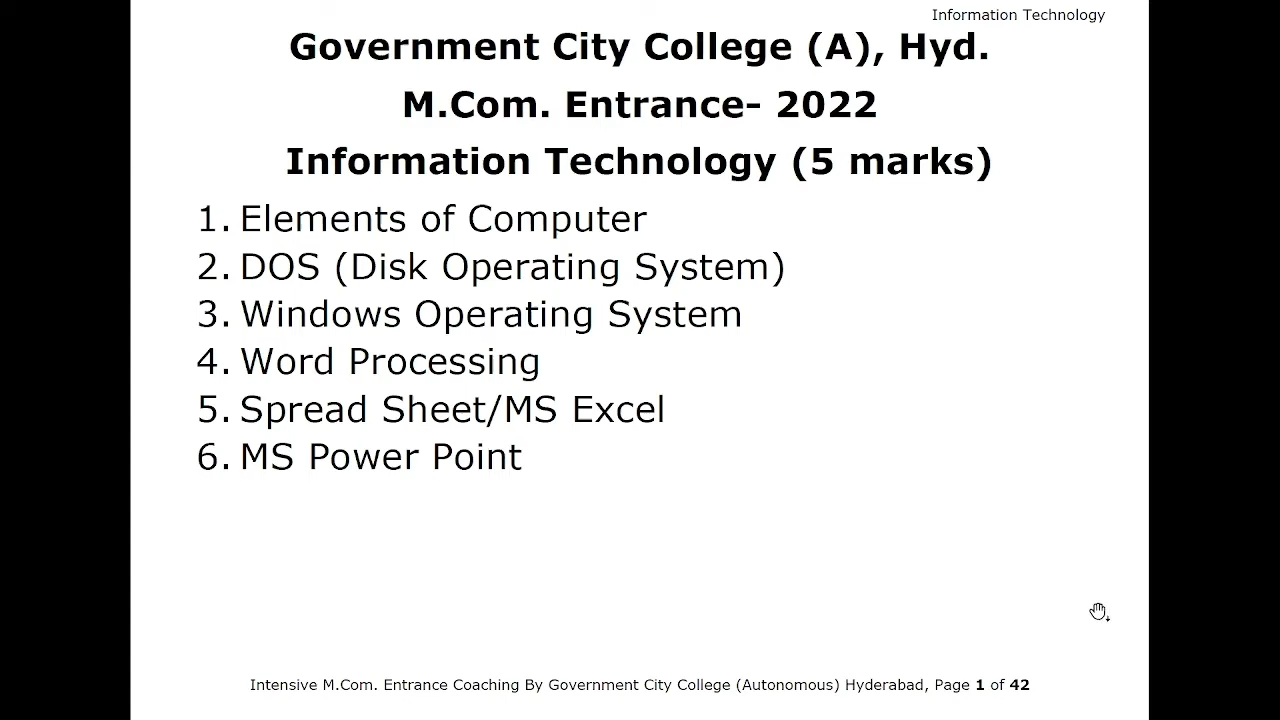 Information Technology
Government City College (A), Hyd.
M.Com. Entrance- 2022
Information Technology (5 marks)
1. Elements of Computer
2. DOS (Disk Operating System)
3. Windows Operating System
4. Word Processing
5. Spread Sheet/MS Excel
6. MS Power Point
Intensive M.Com. Entrance Coaching By Government City College (Autonomous) Hyderabad, Page 1 of 42